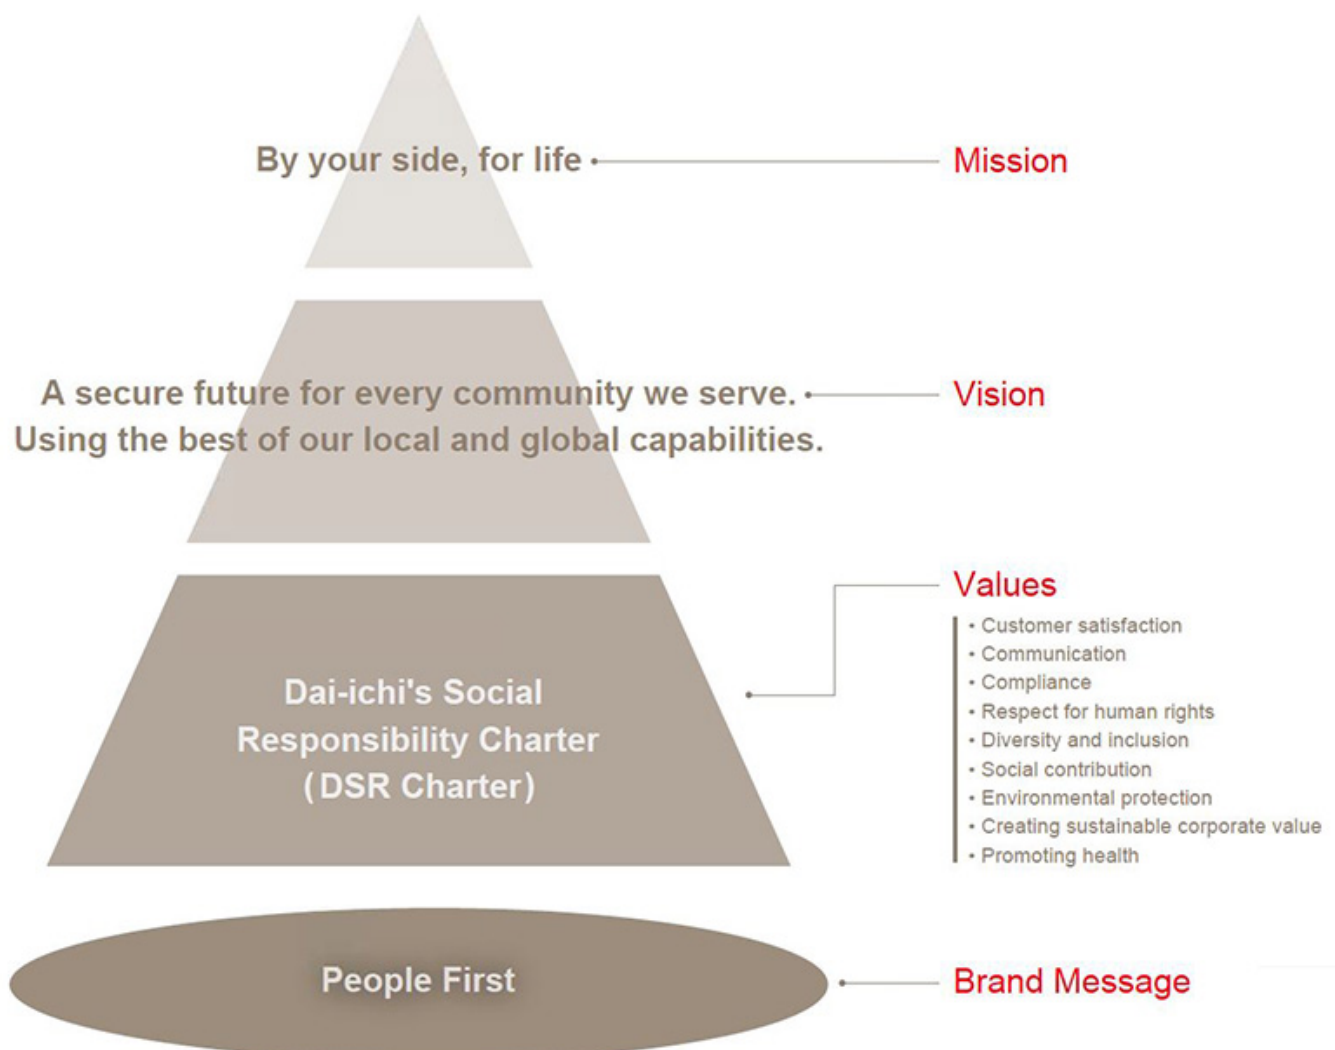 By your side, for life
Mission
A secure future for every community we serve.
Using the best of our local and global capabilities.
Vision
Dai-ichi's Social
Responsibility Charter
(DSR Charter)
Values
• Customer satisfaction
• Communication
• Compliance
• Respect for human rights
• Diversity and inclusion
• Social contribution
• Environmental protection
• Creating sustainable corporate value
• Promoting health
People First
Brand Message